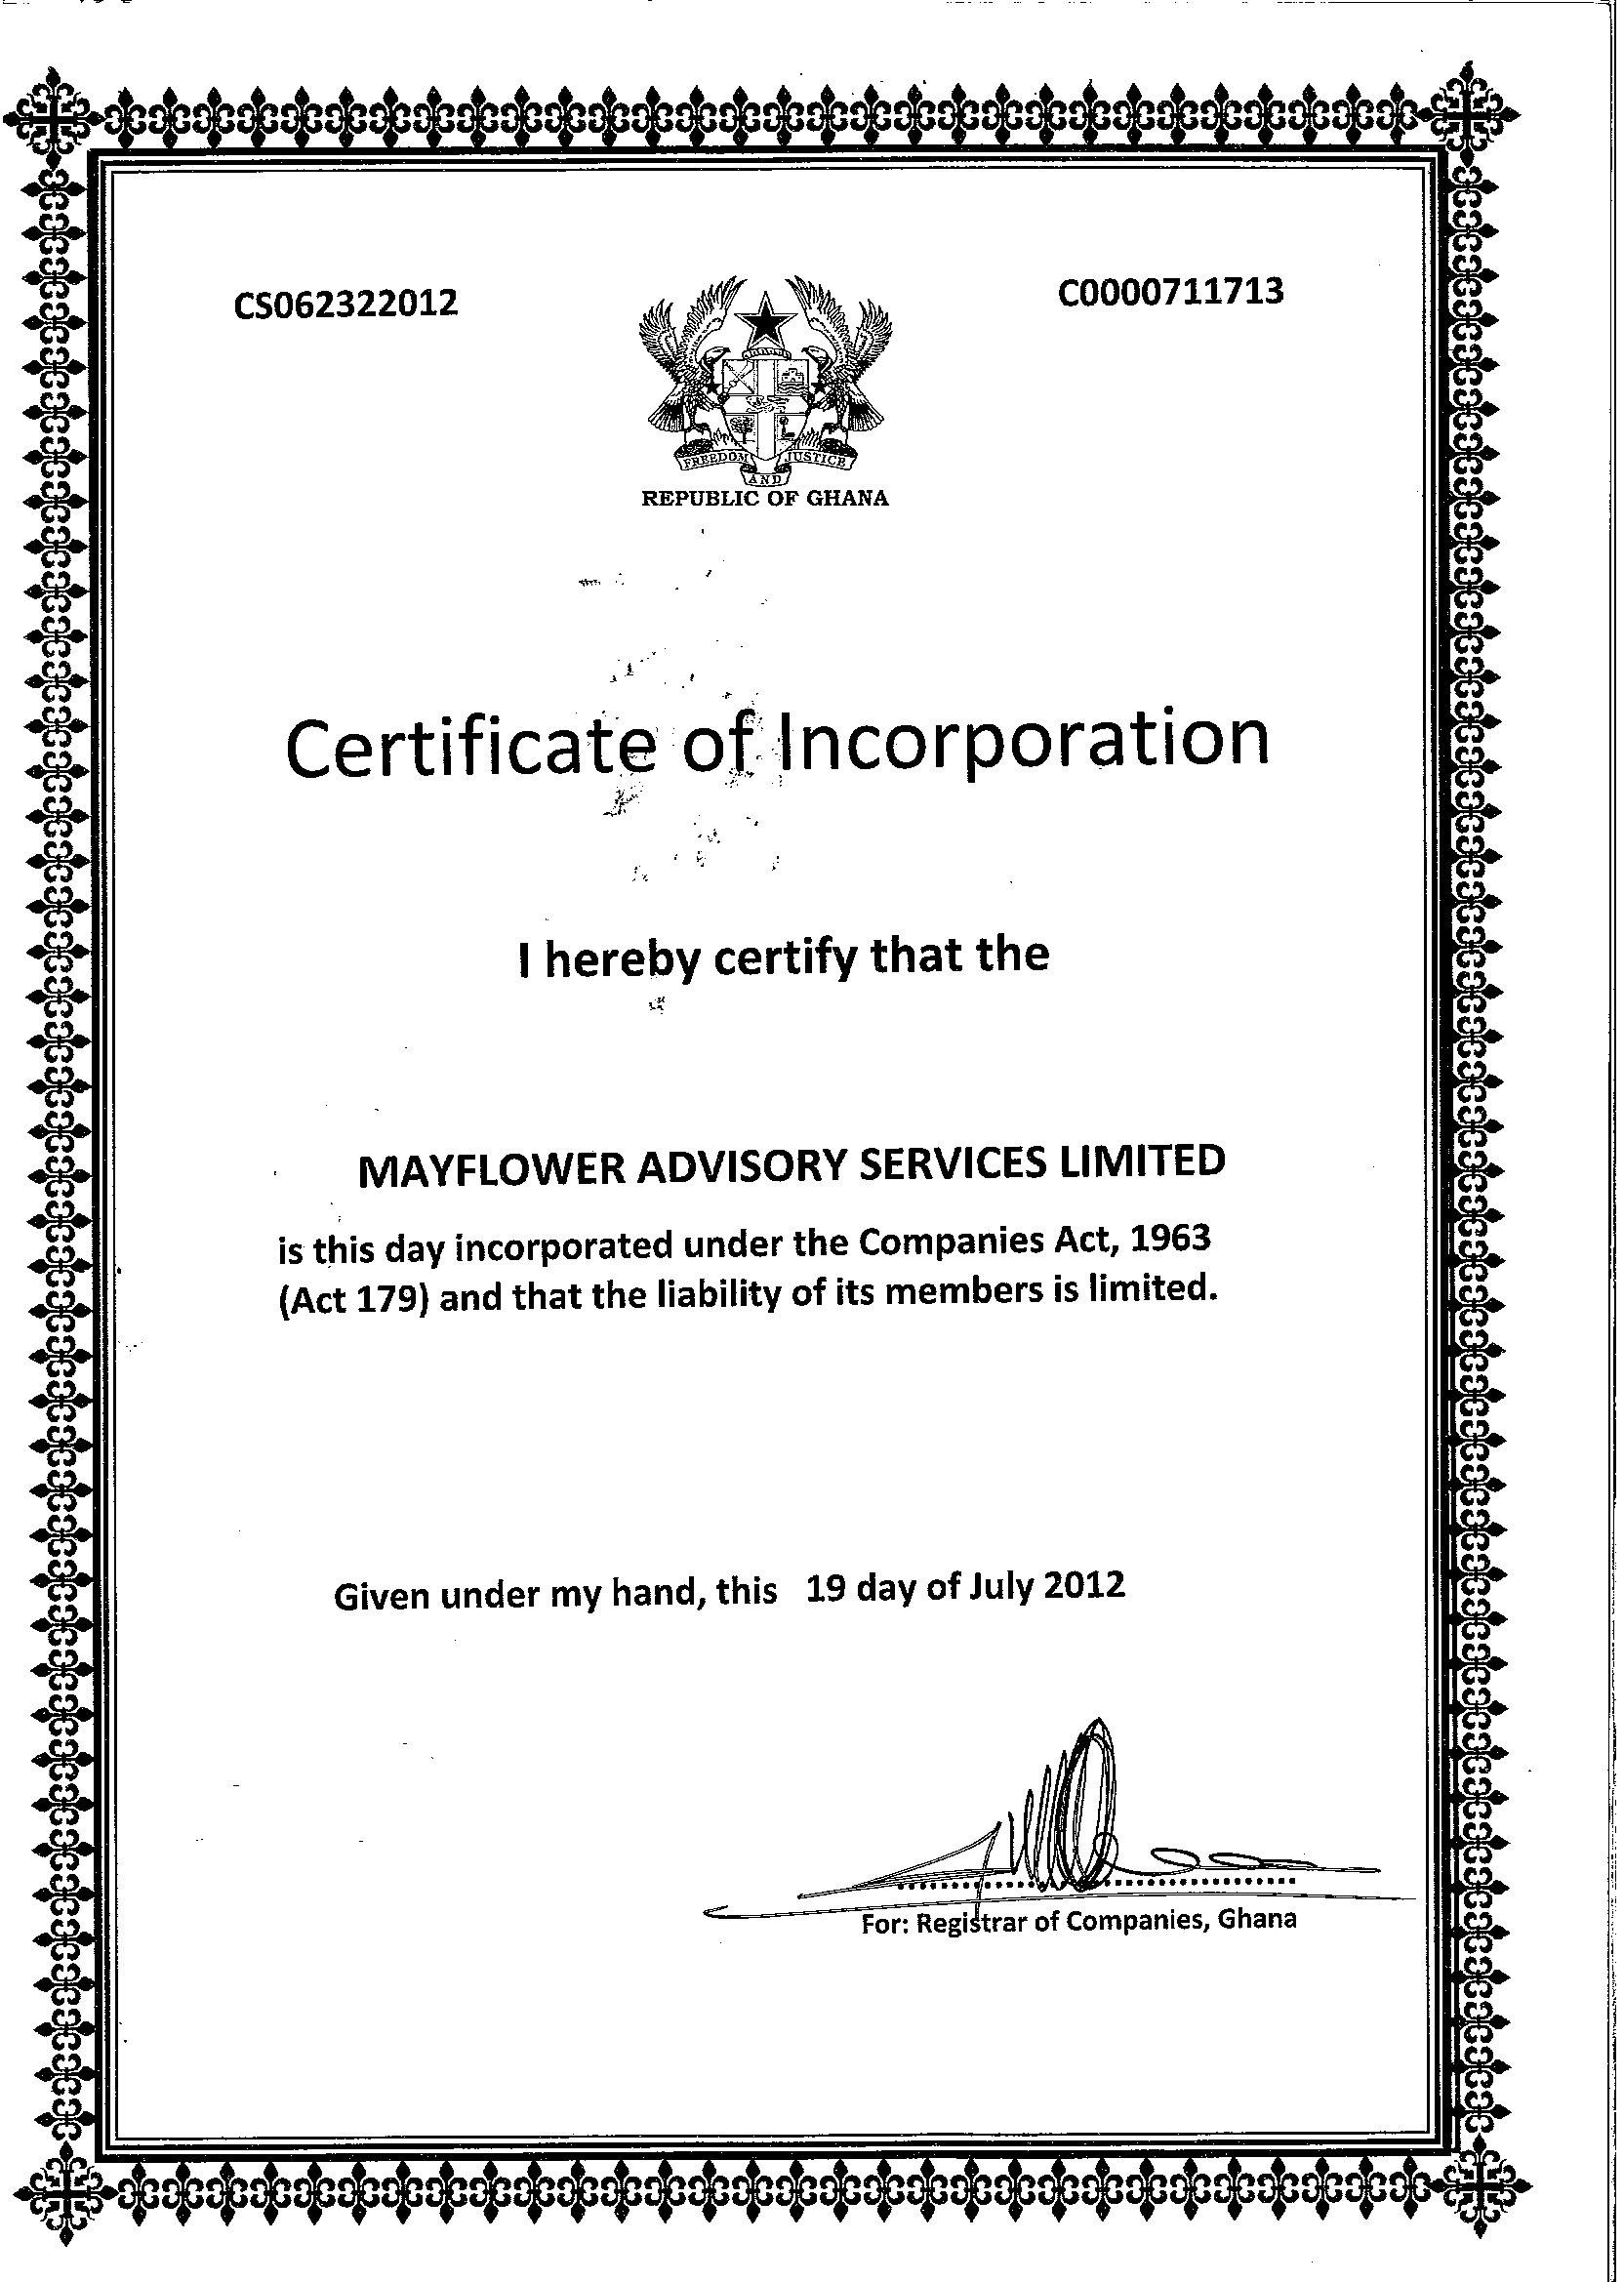 CS062322012
C0000711713
FREEDOM AND JUSTICE
REPUBLIC OF GHANA
Certificate of Incorporation
I hereby certify that the
MAYFLOWER ADVISORY SERVICES LIMITED
is this day incorporated under the Companies Act, 1963
(Act 179) and that the liability of its members is limited.
Given under my hand, this 19 day of July 2012
For: Registrar of Companies, Ghana